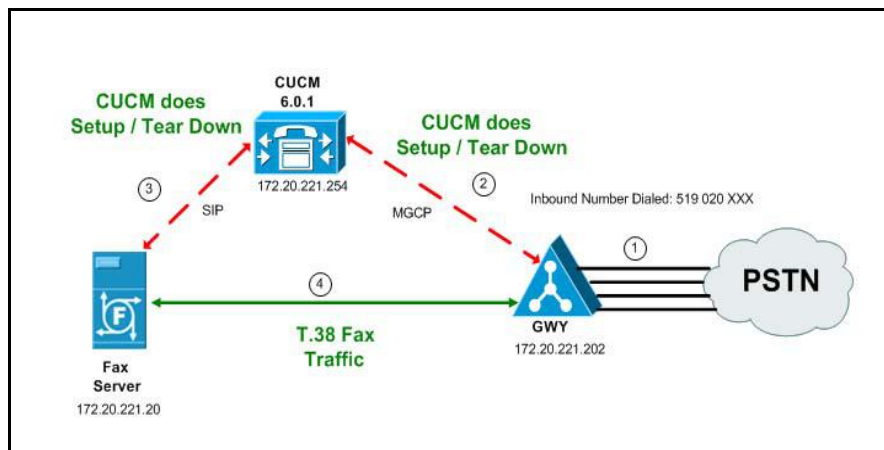 CUCM
6.0.1
CUCM does
Setup / Tear Down
CUCM does
Setup / Tear Down
172.20.221.254
3
2
SIP
MGCP
Inbound Number Dialed: 519 020 XXX
1
PSTN
4
F
GWY
T.38 Fax
Traffic
172.20.221.202
Fax
Server
172.20.221.20